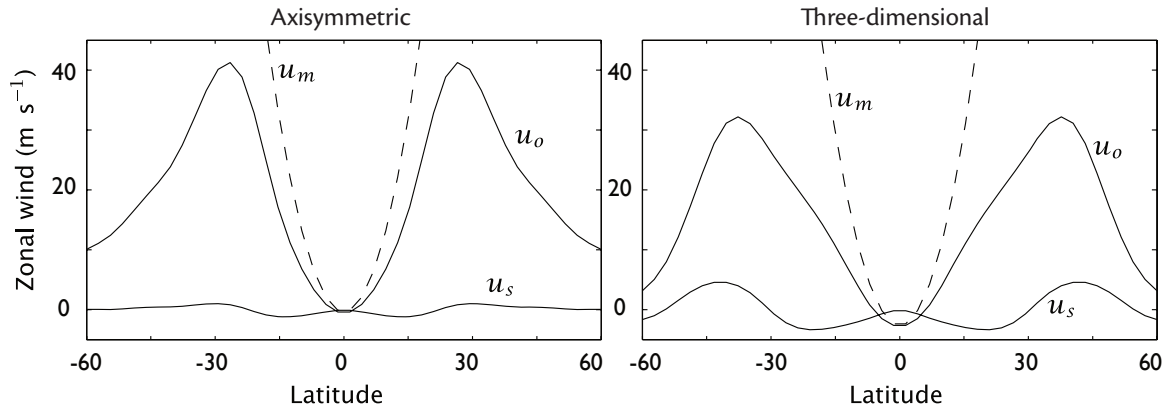 Axisymmetric
Three-dimensional
Zonal wind (m s⁻¹)
40
20
0
u_m
u_o
u_s
-60 -30 0 30 60
Latitude
40
20
0
u_m
u_o
u_s
-60 -30 0 30 60
Latitude